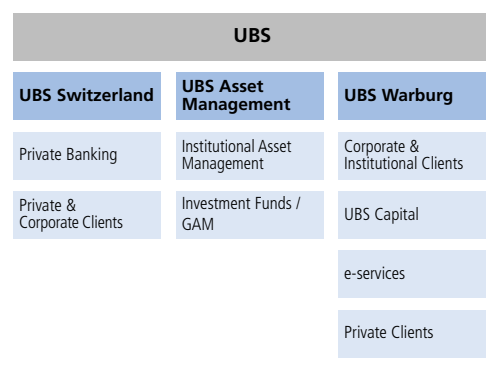 UBS
UBS Switzerland
Private Banking
Private &
Corporate Clients
UBS Asset
Management
Institutional Asset
Management
Investment Funds /
GAM
UBS Warburg
Corporate &
Institutional Clients
UBS Capital
e-services
Private Clients